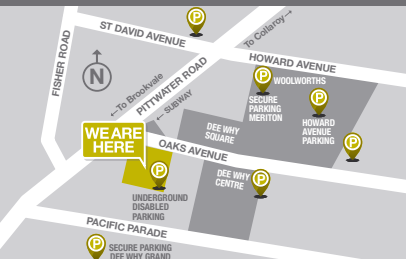 P
ST DAVID AVENUE
To Collaroy→
FISHER ROAD
N
HOWARD AVENUE
←To Brookvale
PITTWATER ROAD
← SUBWAY
P
WOOLWORTHS
SECURE
PARKING
MERITON
P
HOWARD
AVENUE
PARKING
P
DEE WHY
SQUARE
WE ARE
HERE
OAKS AVENUE
P
UNDERGROUND
DISABLED
PARKING
DEE WHY
CENTRE
P
PACIFIC PARADE
P
SECURE PARKING
DEE WHY GRAND